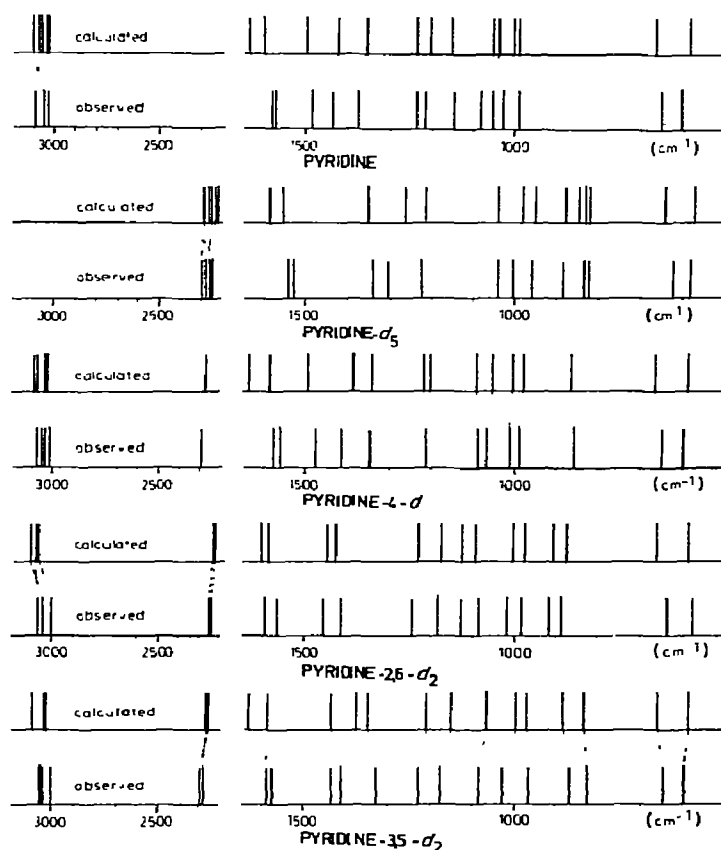 calculated
observed
3000 2500 1500 1000 (cm⁻¹)
PYRIDINE
calculated
observed
3000 2500 1500 1000 (cm⁻¹)
PYRIDINE-d₅
calculated
observed
3000 2500 1500 1000 (cm⁻¹)
PYRIDINE-4-d
calculated
observed
3000 2500 1500 1000 (cm⁻¹)
PYRIDINE-2,6-d₂
calculated
observed
3000 2500 1500 1000 (cm⁻¹)
PYRIDINE-3,5-d₂